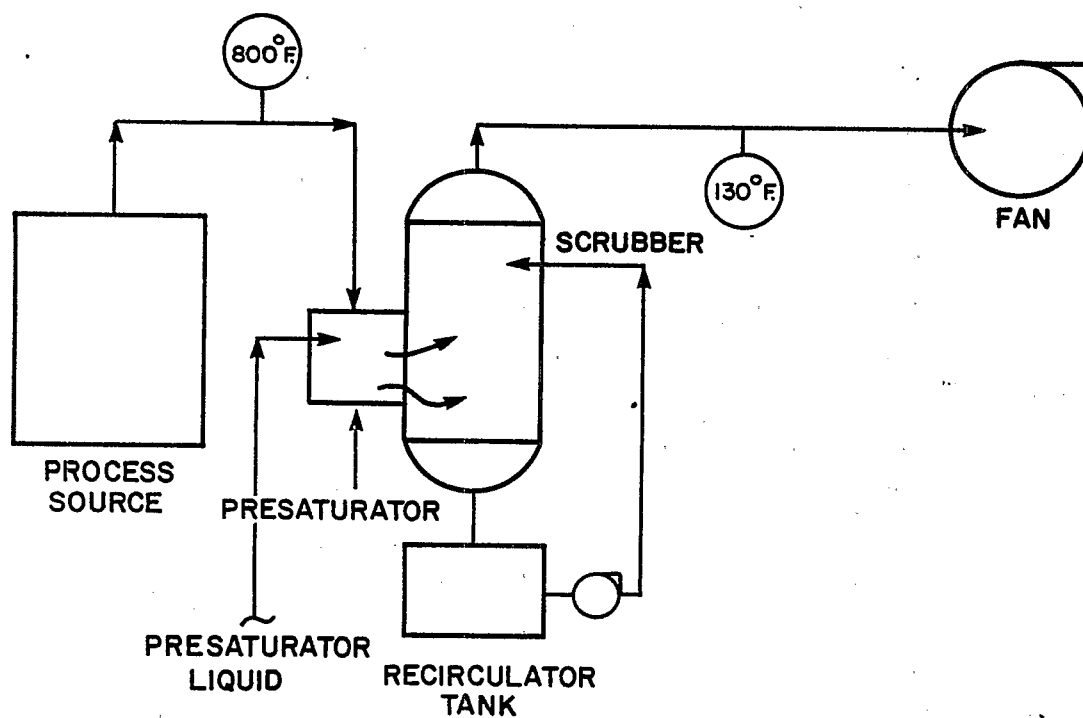 800°F.
130°F.
FAN
SCRUBBER
PROCESS
SOURCE
PRESATURATOR
PRESATURATOR
LIQUID
RECIRCULATOR
TANK